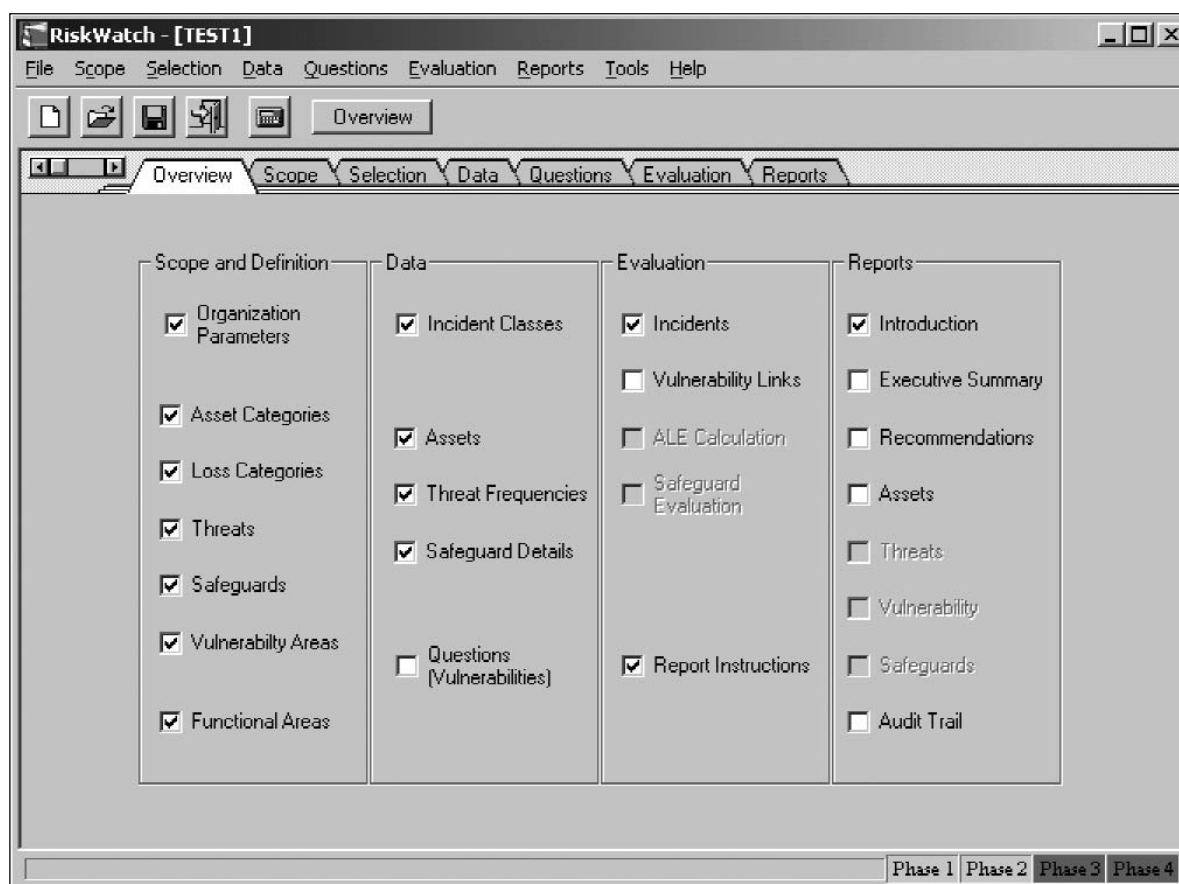 RiskWatch - [TEST1]
File Scope Selection Data Questions Evaluation Reports Tools Help
Overview
Overview Scope Selection Data Questions Evaluation Reports
Scope and Definition
Organization
Parameters
Asset Categories
Loss Categories
Threats
Safeguards
Vulnerabilty Areas
Functional Areas
Data
Incident Classes
Assets
Threat Frequencies
Safeguard Details
Questions
(Vulnerabilities)
Evaluation
Incidents
Vulnerability Links
ALE Calculation
Safeguard
Evaluation
Report Instructions
Reports
Introduction
Executive Summary
Recommendations
Assets
Threats
Vulnerability
Safeguards
Audit Trail
Phase 1 Phase 2 Phase 3 Phase 4